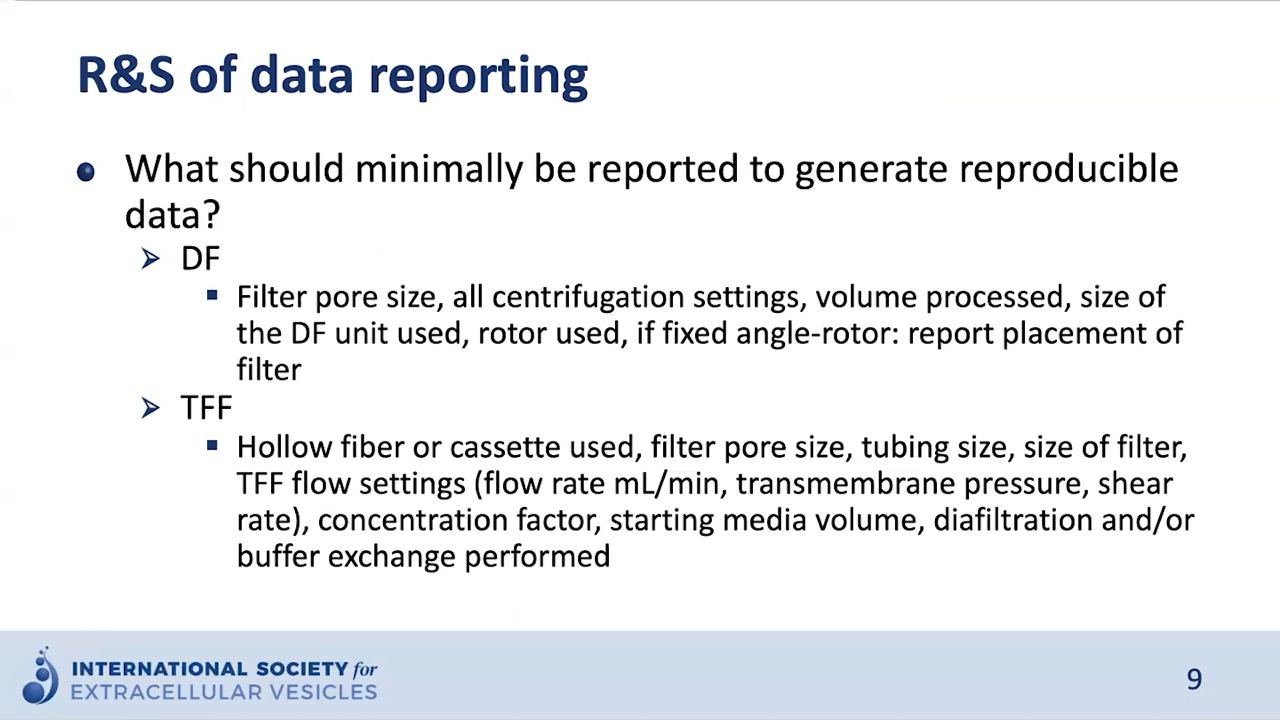 R&S of data reporting
What should minimally be reported to generate reproducible
data?
DF
Filter pore size, all centrifugation settings, volume processed, size of
the DF unit used, rotor used, if fixed angle-rotor: report placement of
filter
TFF
Hollow fiber or cassette used, filter pore size, tubing size, size of filter,
TFF flow settings (flow rate mL/min, transmembrane pressure, shear
rate), concentration factor, starting media volume, diafiltration and/or
buffer exchange performed
INTERNATIONAL SOCIETY for
EXTRACELLULAR VESICLES
9